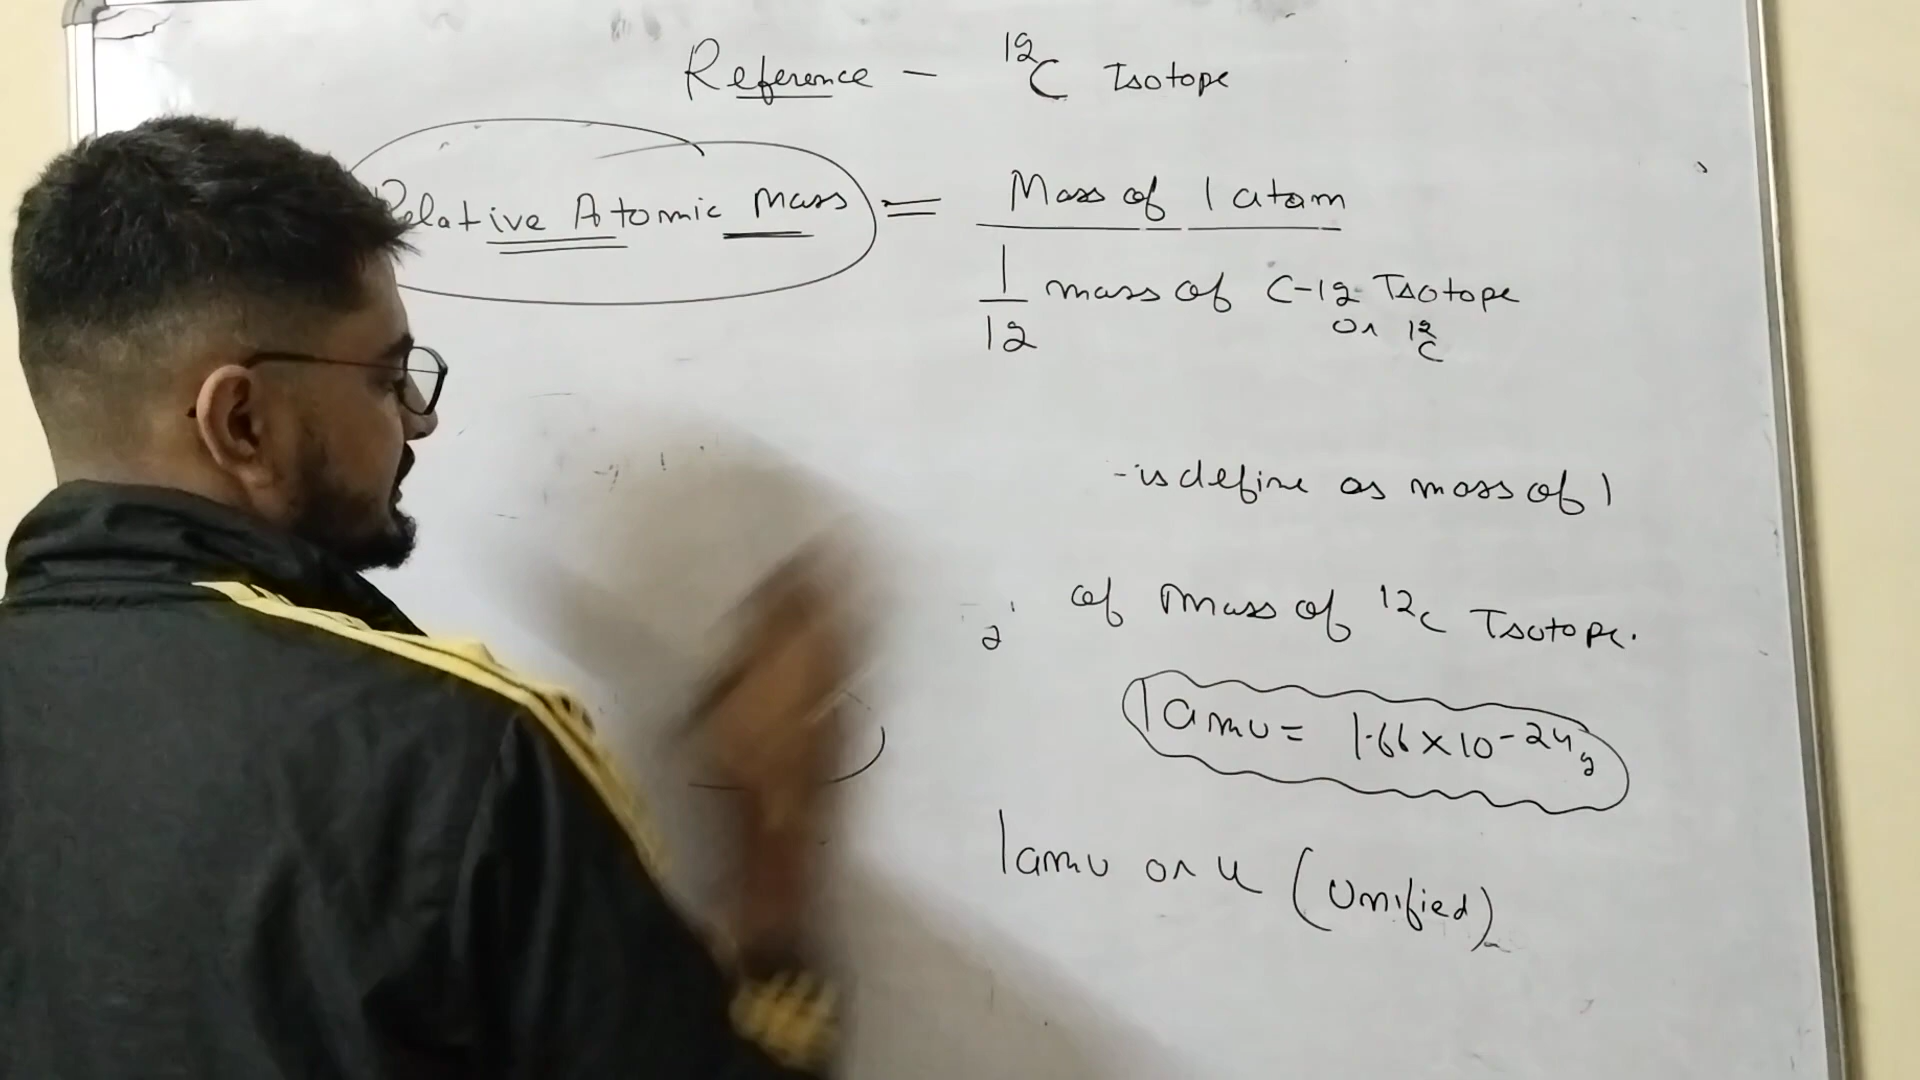 Reference - ¹²C Isotope
Relative Atomic Mass = Mass of 1 atom
1/12 mass of C-12 Isotope
or ¹²C
- is define as mass of 1
of mass of ¹²C Isotope.
1 amu = 1.66 × 10⁻²⁴ g
1 amu or u (Unified)